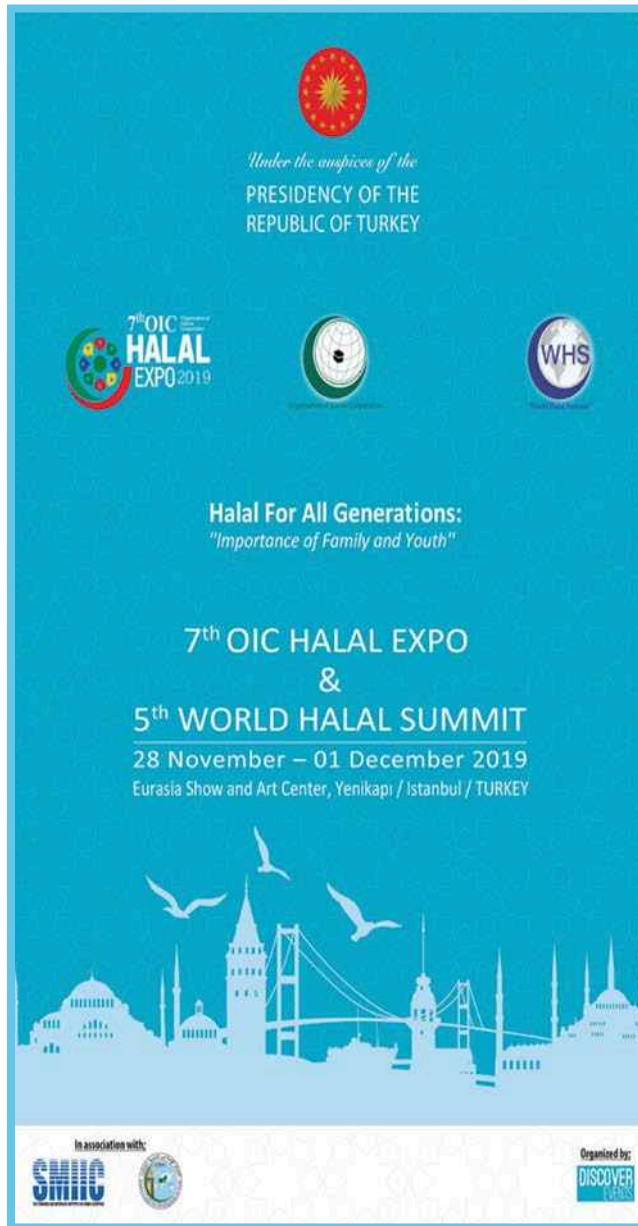 Under the auspices of the
PRESIDENCY OF THE
REPUBLIC OF TURKEY
7th OIC
HALAL
EXPO 2019
WHS
Halal For All Generations:
"Importance of Family and Youth"
7th OIC HALAL EXPO
&
5th WORLD HALAL SUMMIT
28 November – 01 December 2019
Eurasia Show and Art Center, Yenikapı / Istanbul / TURKEY
In association with:
SMIIC
Organized by:
DISCOVER
EVENTS